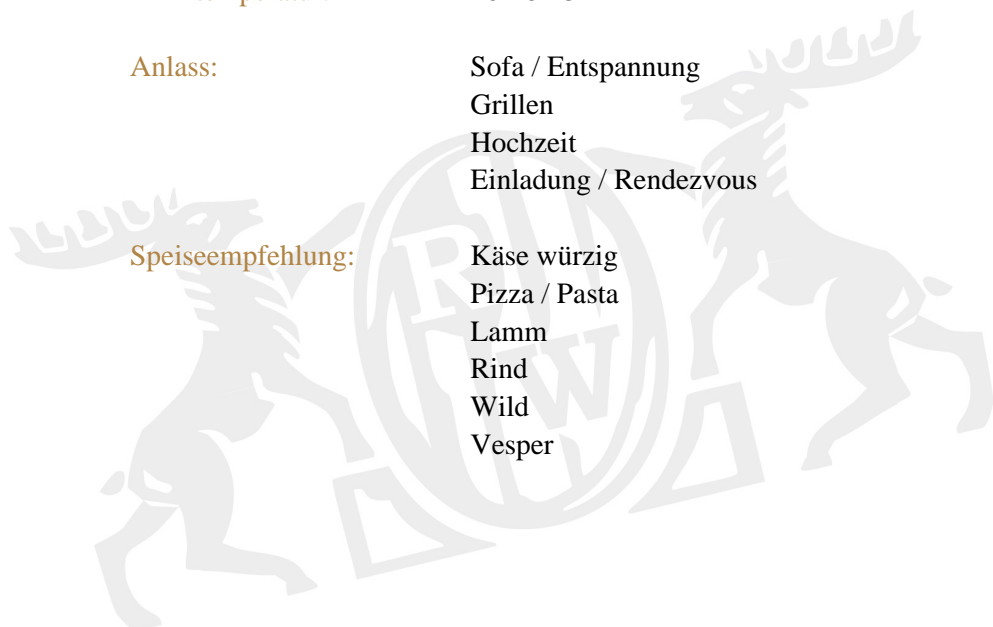 Anlass: Sofa / Entspannung
Grillen
Hochzeit
Einladung / Rendezvous
Speiseempfehlung: Käse würzig
Pizza / Pasta
Lamm
Rind
Wild
Vesper
R
W